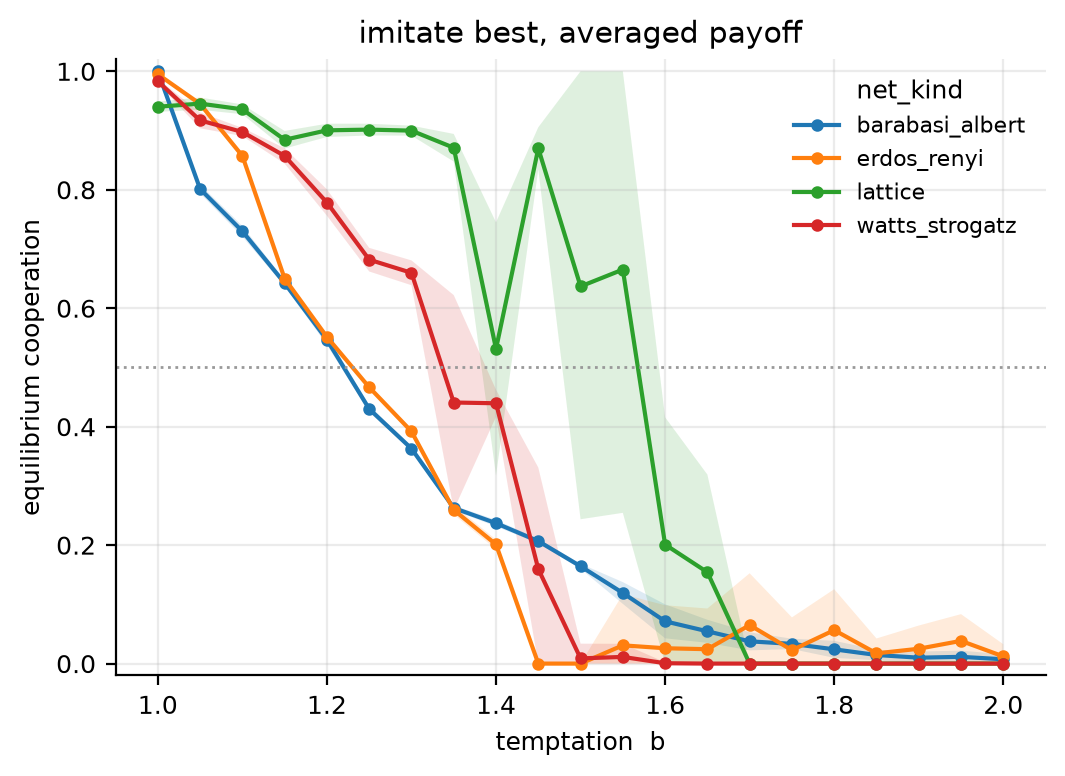 imitate best, averaged payoff
net_kind
barabasi_albert
erdos_renyi
lattice
watts_strogatz
equilibrium cooperation
1.0
0.8
0.6
0.4
0.2
0.0
1.0 1.2 1.4 1.6 1.8 2.0
temptation  b